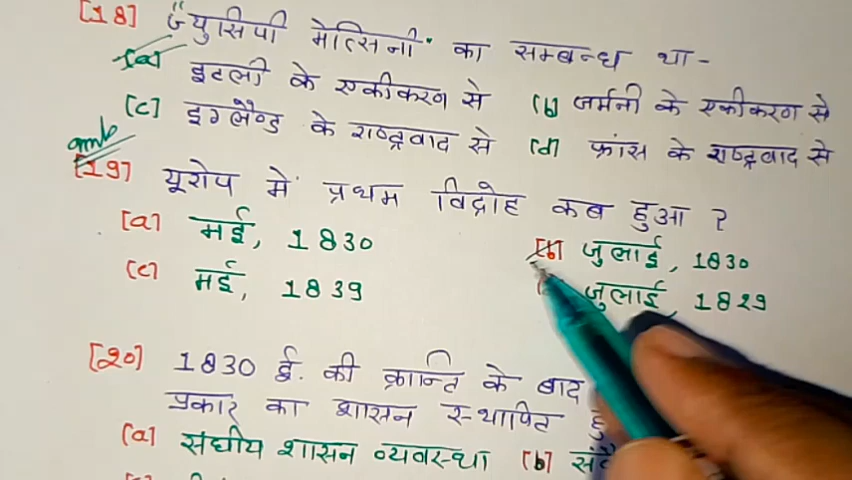 [18] "ज्युसिपी मेत्सिनी" का सम्बन्ध था-
(a) इटली के एकीकरण से (b) जर्मनी के एकीकरण से
(c) इंग्लैण्ड के राष्ट्रवाद से (d) फ्रांस के राष्ट्रवाद से
[19] यूरोप में प्रथम विद्रोह कब हुआ ?
(a) मई, 1830 (b) जुलाई, 1830
(c) मई, 1839 जुलाई, 1829
[20] 1830 ई. की क्रान्ति के बाद
प्रकार का शासन स्थापित
(a) संघीय शासन व्यवस्था (b)